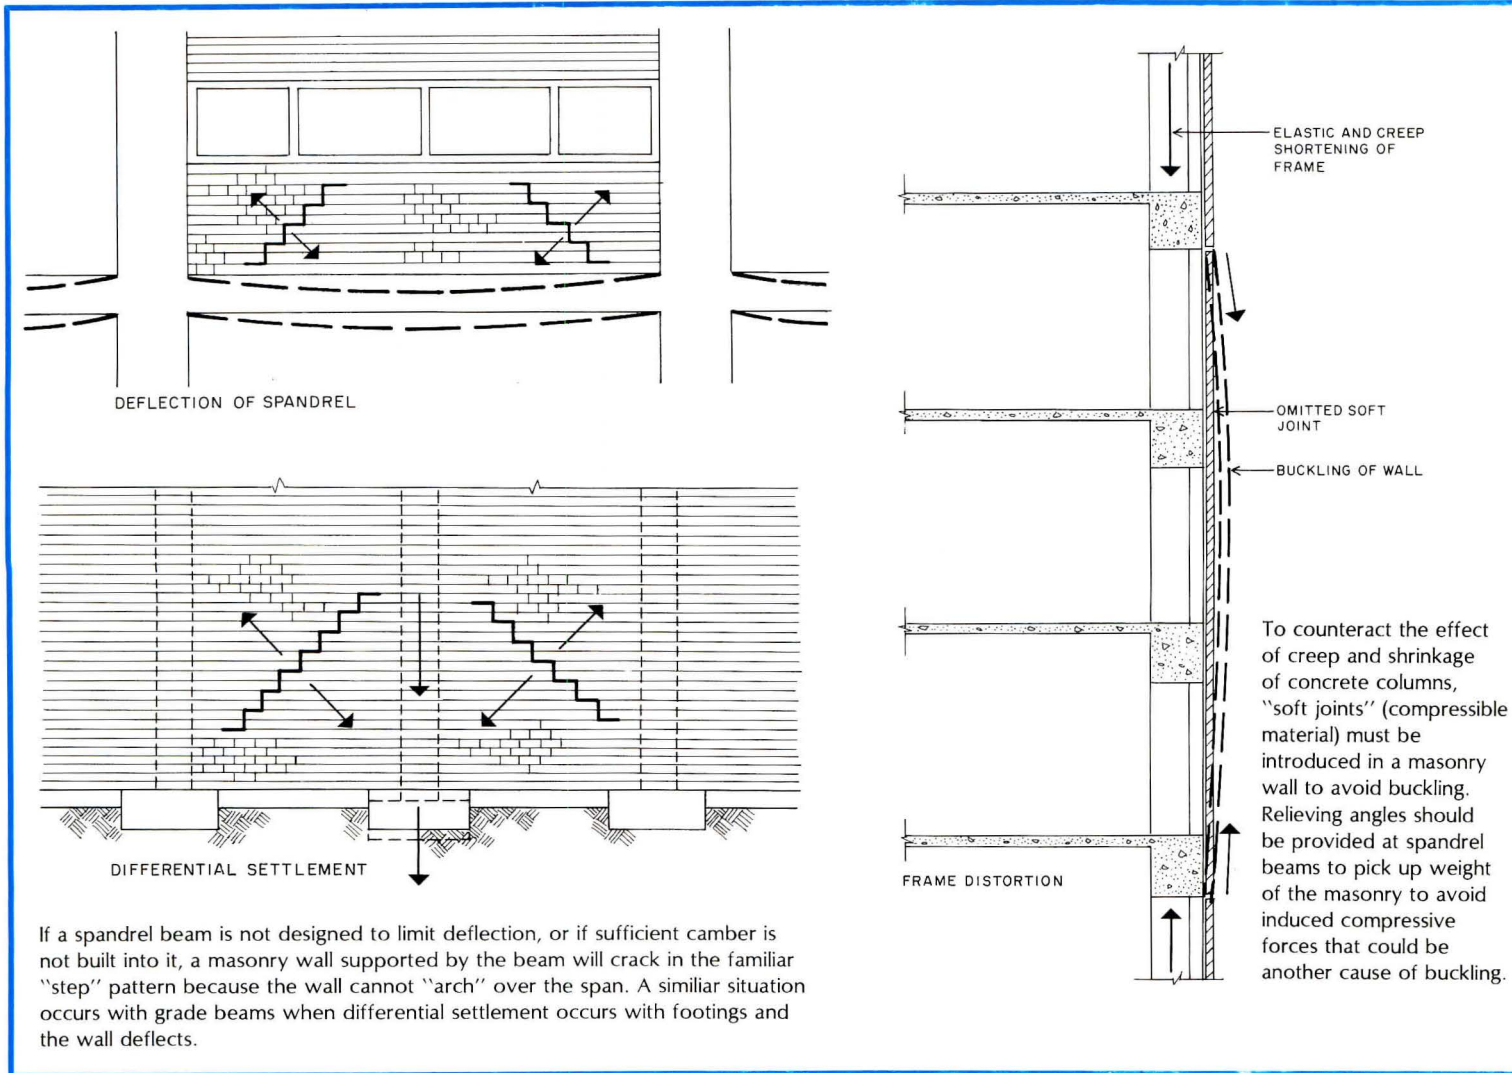 DEFLECTION OF SPANDREL
DIFFERENTIAL SETTLEMENT
If a spandrel beam is not designed to limit deflection, or if sufficient camber is
not built into it, a masonry wall supported by the beam will crack in the familiar
‵‵step″ pattern because the wall cannot ‵‵arch″ over the span. A similiar situation
occurs with grade beams when differential settlement occurs with footings and
the wall deflects.
ELASTIC AND CREEP
SHORTENING OF
FRAME
OMITTED SOFT
JOINT
BUCKLING OF WALL
FRAME DISTORTION
To counteract the effect
of creep and shrinkage
of concrete columns,
‵‵soft joints″ (compressible
material) must be
introduced in a masonry
wall to avoid buckling.
Relieving angles should
be provided at spandrel
beams to pick up weight
of the masonry to avoid
induced compressive
forces that could be
another cause of buckling.